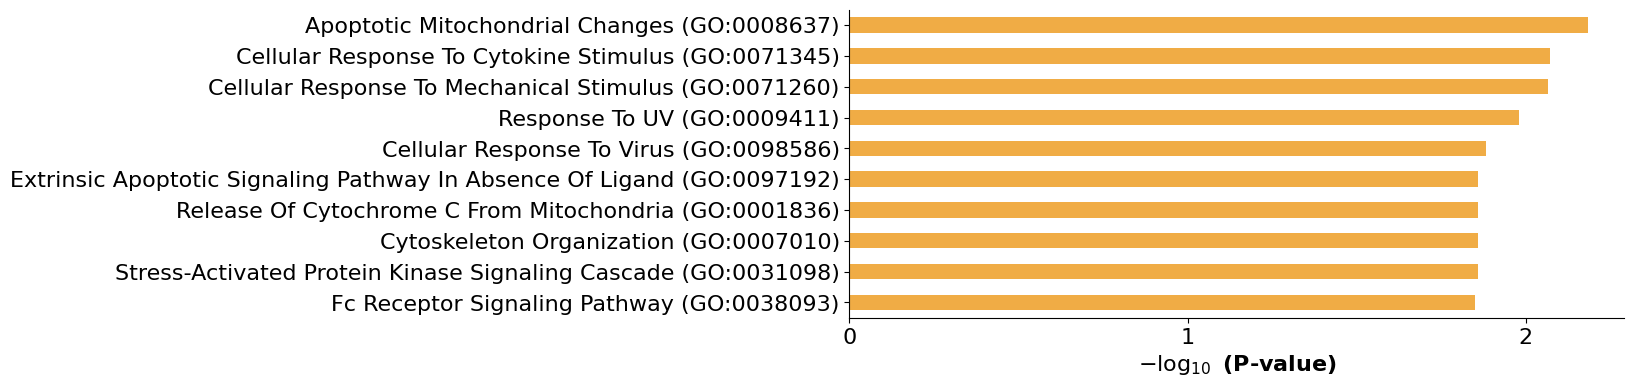 Apoptotic Mitochondrial Changes (GO:0008637)
Cellular Response To Cytokine Stimulus (GO:0071345)
Cellular Response To Mechanical Stimulus (GO:0071260)
Response To UV (GO:0009411)
Cellular Response To Virus (GO:0098586)
Extrinsic Apoptotic Signaling Pathway In Absence Of Ligand (GO:0097192)
Release Of Cytochrome C From Mitochondria (GO:0001836)
Cytoskeleton Organization (GO:0007010)
Stress-Activated Protein Kinase Signaling Cascade (GO:0031098)
Fc Receptor Signaling Pathway (GO:0038093)
0 1 2
−log₁₀ (P-value)